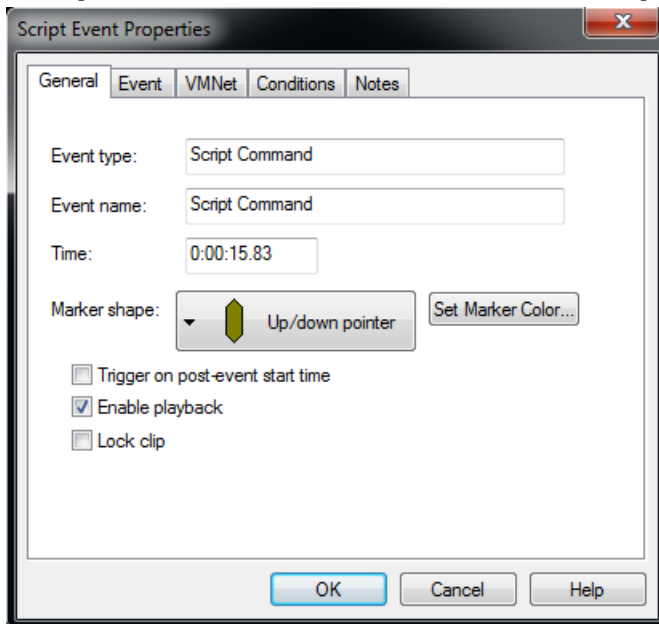 Script Event Properties
General Event VMNet Conditions Notes
Event type: Script Command
Event name: Script Command
Time: 0:00:15.83
Marker shape: Up/down pointer Set Marker Color...
Trigger on post-event start time
Enable playback
Lock clip
OK Cancel Help